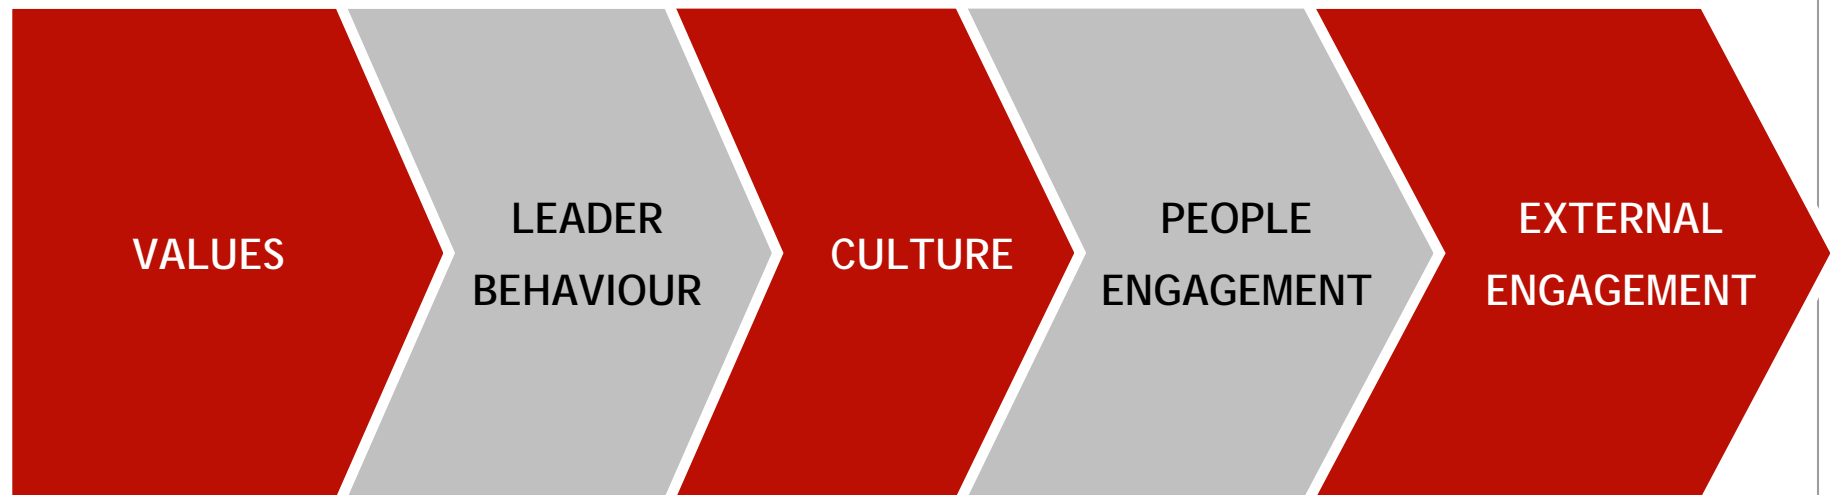 VALUES
LEADER
BEHAVIOUR
CULTURE
PEOPLE
ENGAGEMENT
EXTERNAL
ENGAGEMENT